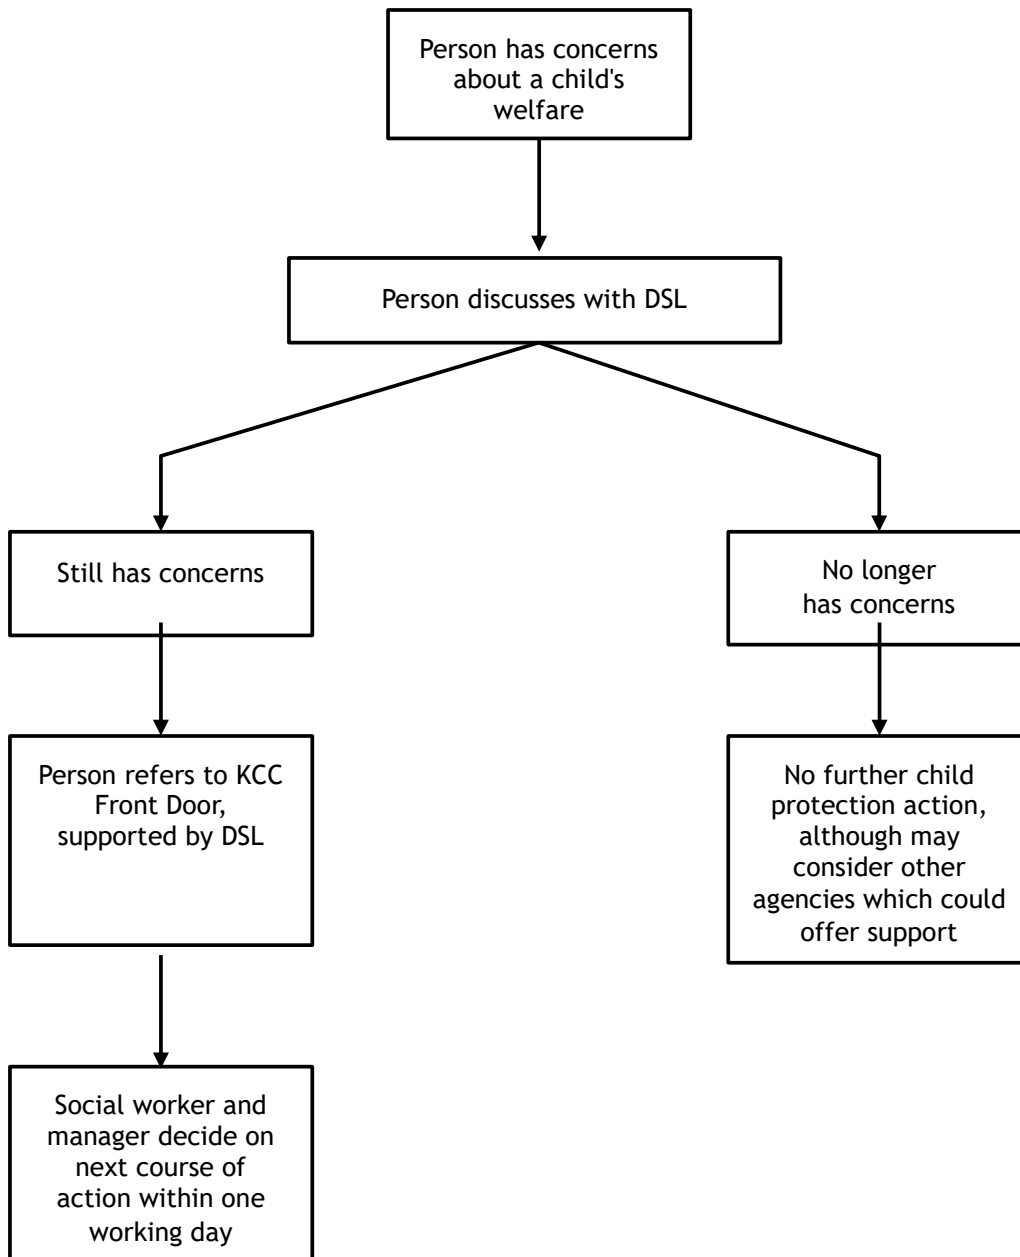 Person has concerns
about a child's
welfare
Person discusses with DSL
Still has concerns
No longer
has concerns
Person refers to KCC
Front Door,
supported by DSL
No further child
protection action,
although may
consider other
agencies which could
offer support
Social worker and
manager decide on
next course of
action within one
working day